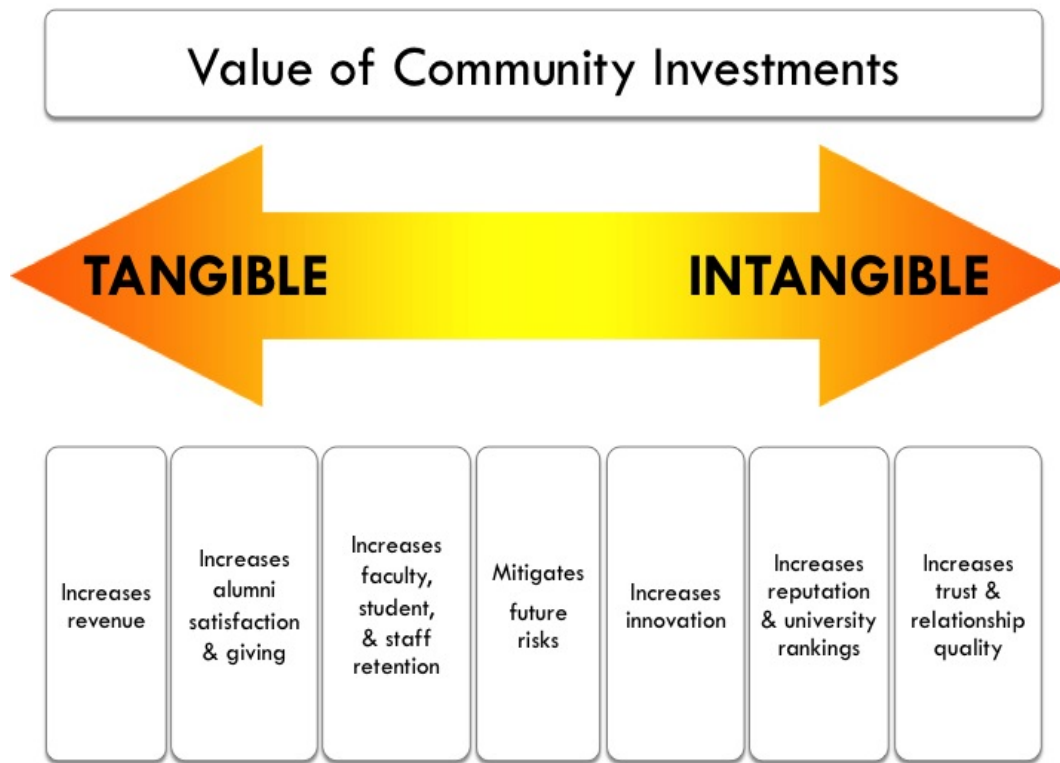 Value of Community Investments
TANGIBLE
INTANGIBLE
Increases
revenue
Increases
alumni
satisfaction
& giving
Increases
faculty,
student,
& staff
retention
Mitigates
future
risks
Increases
innovation
Increases
reputation
& university
rankings
Increases
trust &
relationship
quality